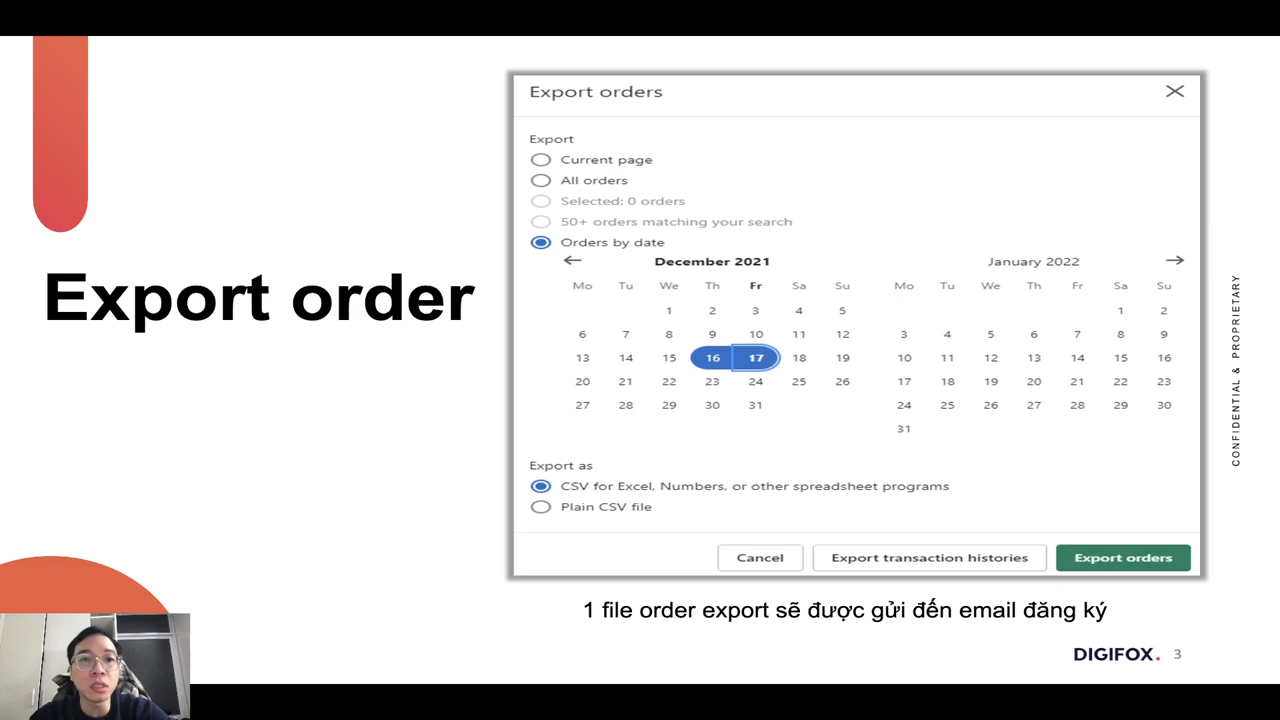 Export order
Export orders
Export
Current page
All orders
Selected: 0 orders
50+ orders matching your search
Orders by date
December 2021
Mo Tu We Th Fr Sa Su
1 2 3 4 5
6 7 8 9 10 11 12
13 14 15 16 17 18 19
20 21 22 23 24 25 26
27 28 29 30 31
January 2022
Mo Tu We Th Fr Sa Su
1 2
3 4 5 6 7 8 9
10 11 12 13 14 15 16
17 18 19 20 21 22 23
24 25 26 27 28 29 30
31
Export as
CSV for Excel, Numbers, or other spreadsheet programs
Plain CSV file
Cancel
Export transaction histories
Export orders
1 file order export sẽ được gửi đến email đăng ký
CONFIDENTIAL & PROPRIETARY
DIGIFOX. 3